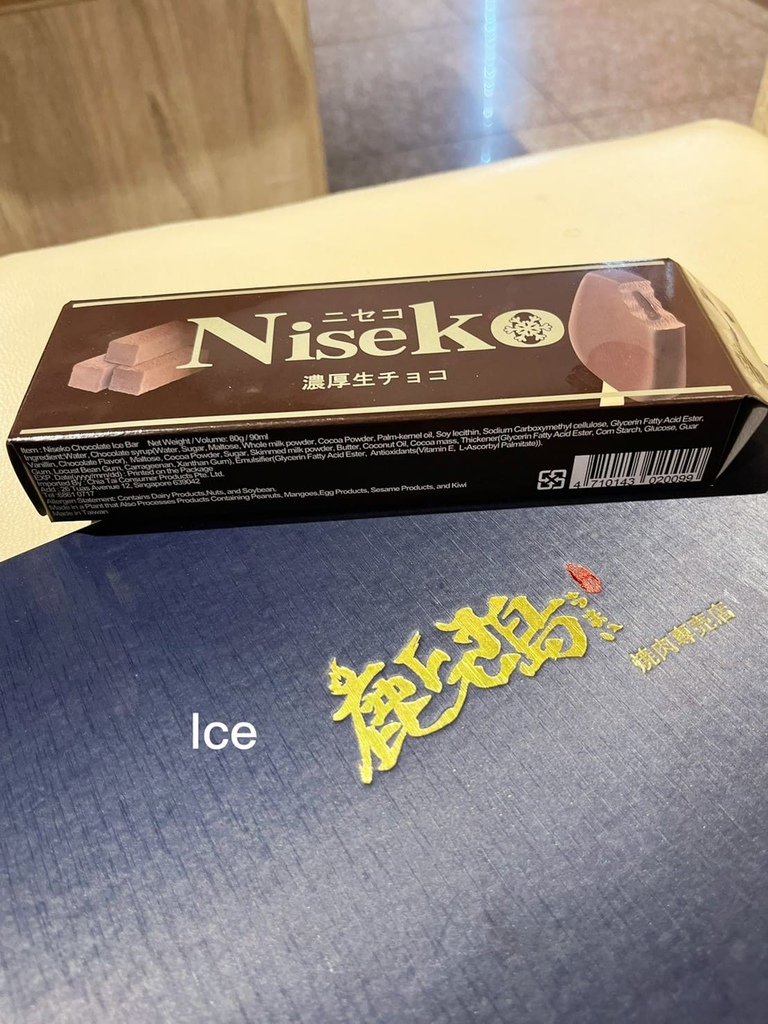 ニセコ
Niseko
濃厚生チョコ
Item : Niseko Chocolate Ice Bar Net Weight / Volume: 80g / 90ml
Ingredient:Water, Chocolate syrup(Water, Sugar, Maltose, Whole milk powder, Cocoa Powder, Palm-kernel oil, Soy lecithin, Sodium Carboxymethyl cellulose, Glycerin Fatty Acid Ester,
Vanillin, Chocolate Flavor), Maltose, Cocoa Powder, Sugar, Skimmed milk powder, Butter, Coconut Oil, Cocoa mass, Thickener(Glycerin Fatty Acid Ester, Corn Starch, Glucose, Guar
Gum, Locust Bean Gum, Carrageenan, Xanthan Gum), Emulsifier(Glycerin Fatty Acid Ester, Antioxidants(Vitamin E, L-Ascorbyl Palmitate)).
EXP. Date(yyyy/mm/dd): Printed on the Package
Imported By : Chia Tai Consumer Products Pte. Ltd.
Add : 26 Tuas Avenue 12, Singapore 639042
Tel :6861 0717
Allergen Statement: Contains Dairy Products,Nuts, and Soybean.
Made in a Plant that Also Processes Products Containing Peanuts, Mangoes,Egg Products, Sesame Products, and Kiwi
Made in Taiwan
4 710143 020099
鹿兒島
燒肉專売店
Ice